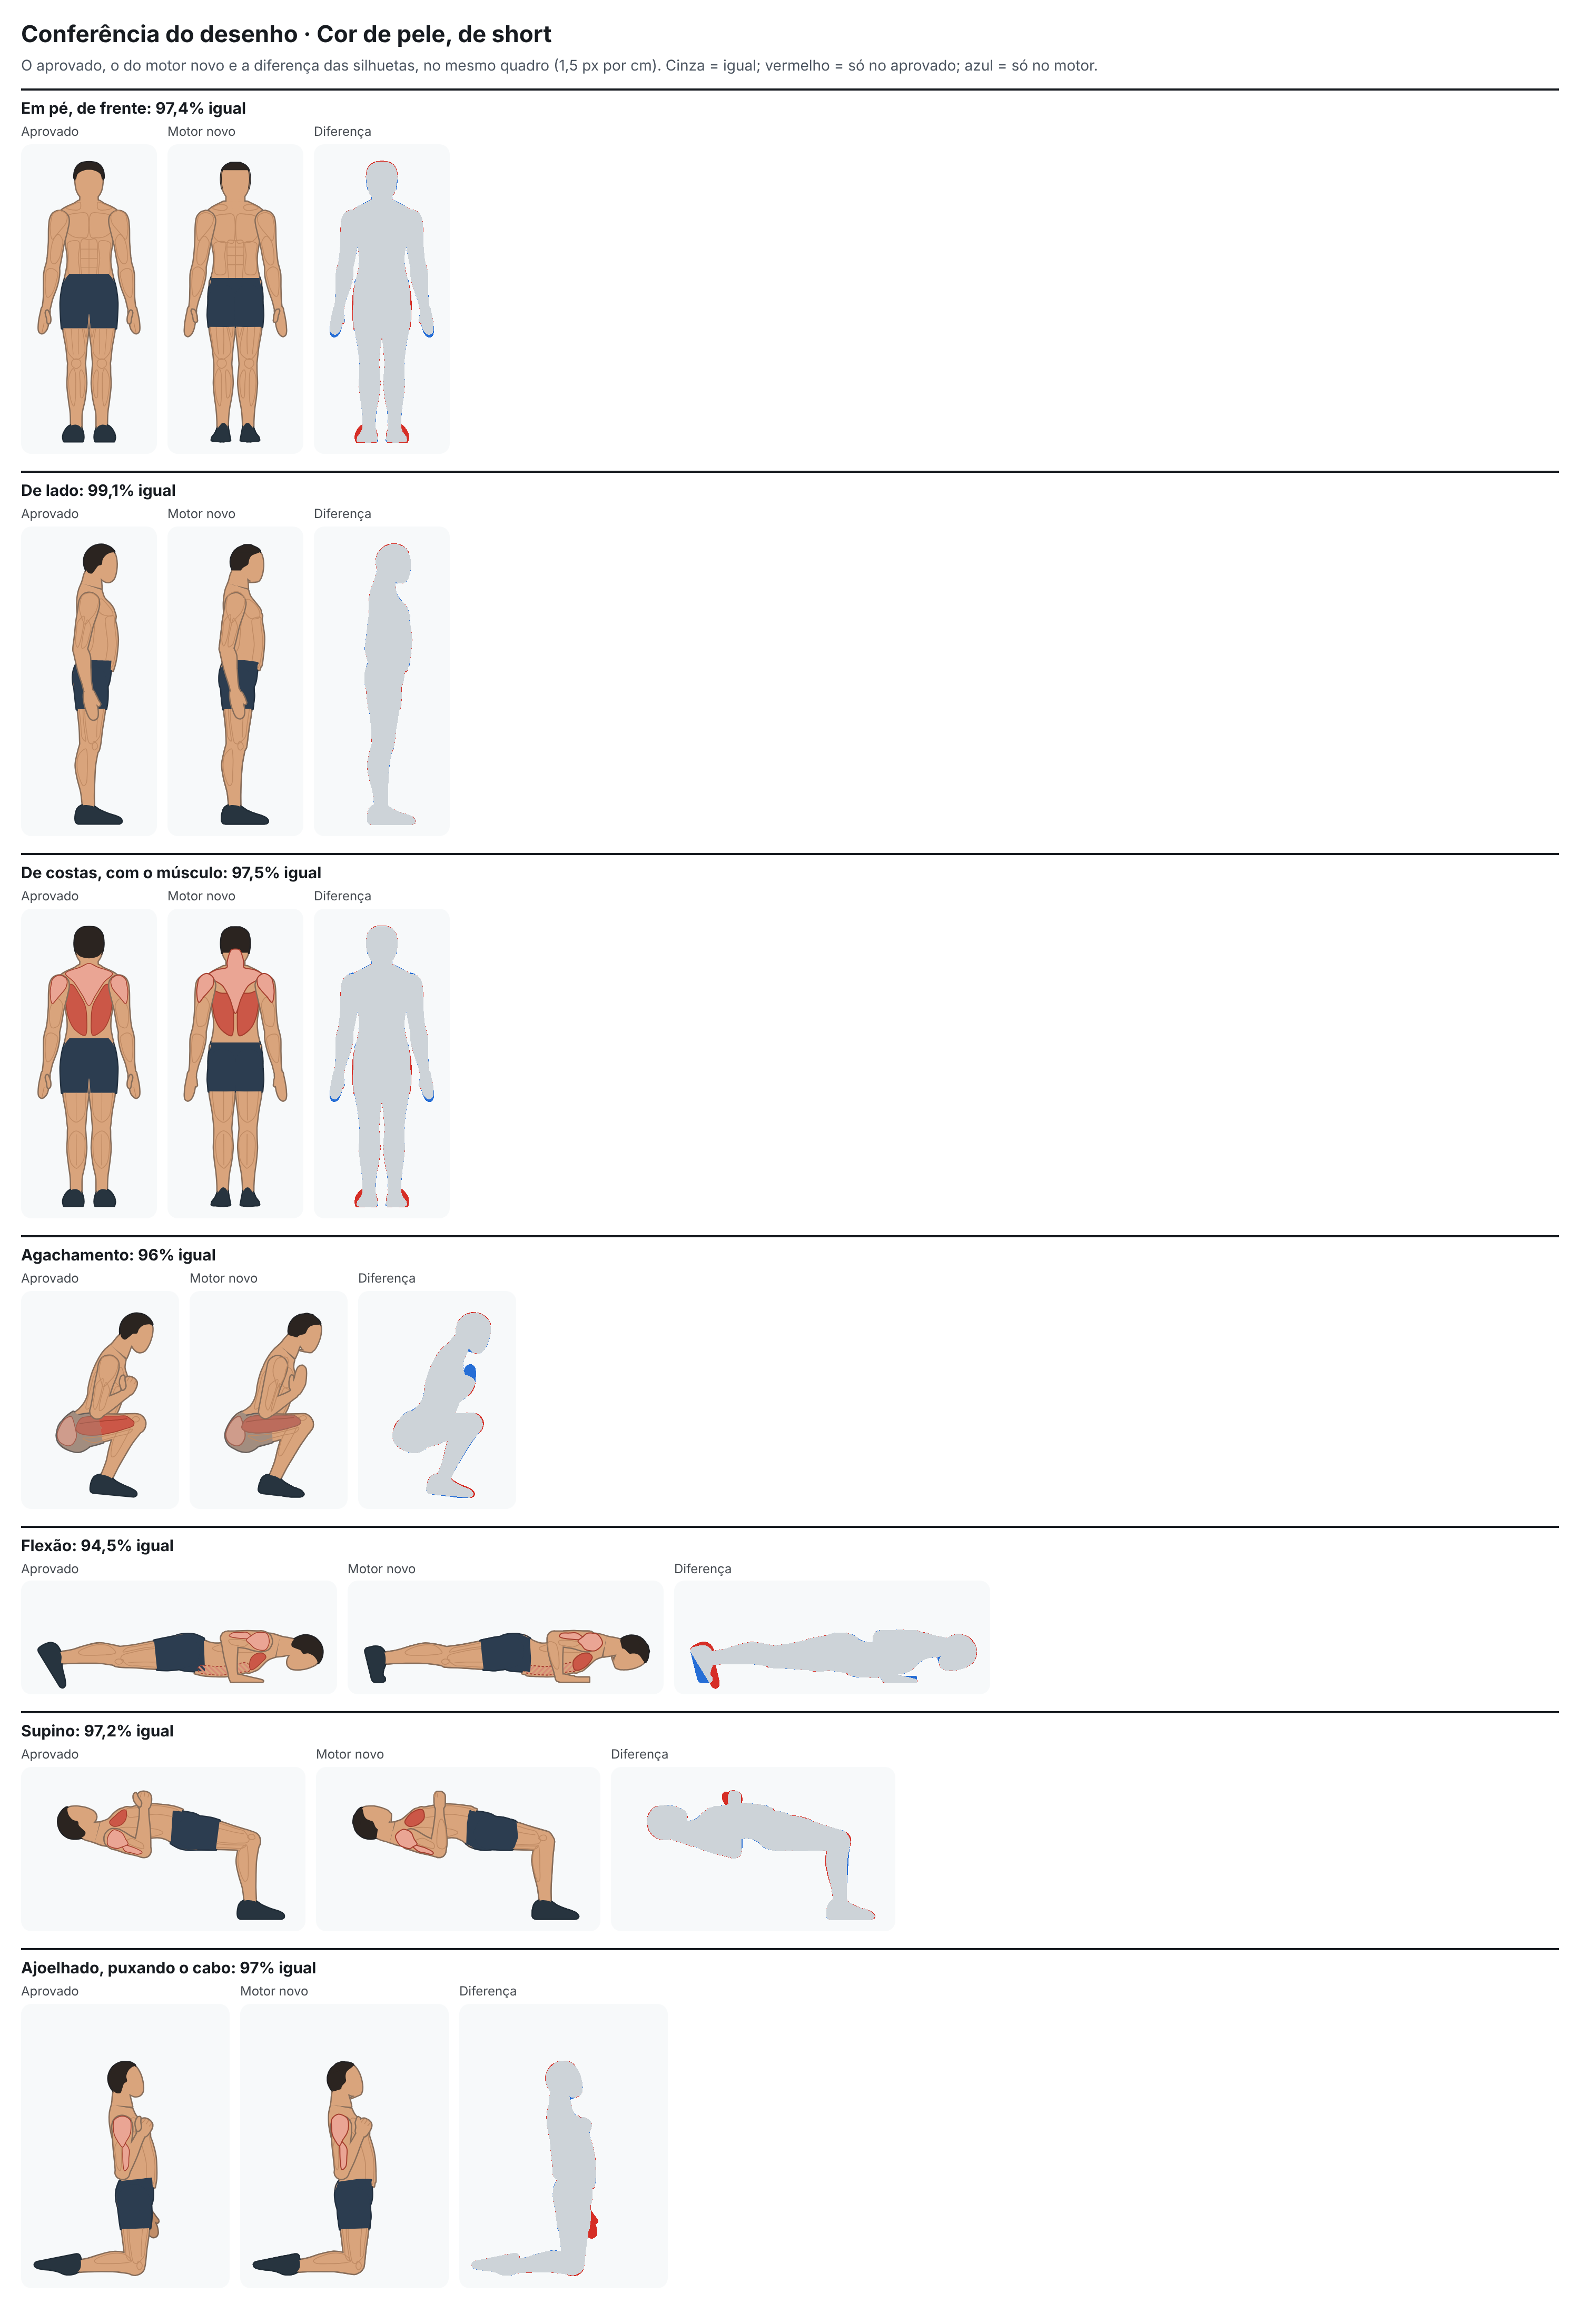 Conferência do desenho · Cor de pele, de short
O aprovado, o do motor novo e a diferença das silhuetas, no mesmo quadro (1,5 px por cm). Cinza = igual; vermelho = só no aprovado; azul = só no motor.
Em pé, de frente: 97,4% igual
Aprovado Motor novo Diferença
De lado: 99,1% igual
Aprovado Motor novo Diferença
De costas, com o músculo: 97,5% igual
Aprovado Motor novo Diferença
Agachamento: 96% igual
Aprovado Motor novo Diferença
Flexão: 94,5% igual
Aprovado Motor novo Diferença
Supino: 97,2% igual
Aprovado Motor novo Diferença
Ajoelhado, puxando o cabo: 97% igual
Aprovado Motor novo Diferença